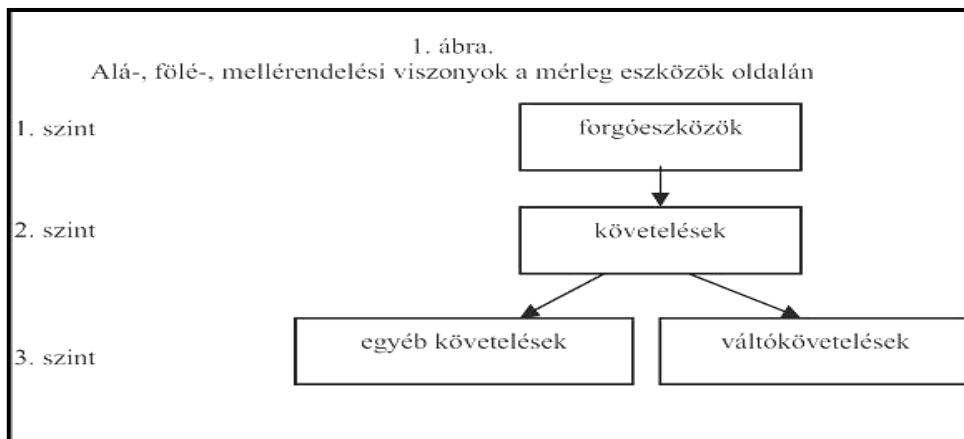 1. ábra.
Alá-, fölé-, mellérendelési viszonyok a mérleg eszközök oldalán
1. szint
forgóeszközök
2. szint
követelések
3. szint
egyéb követelések
váltókövetelések